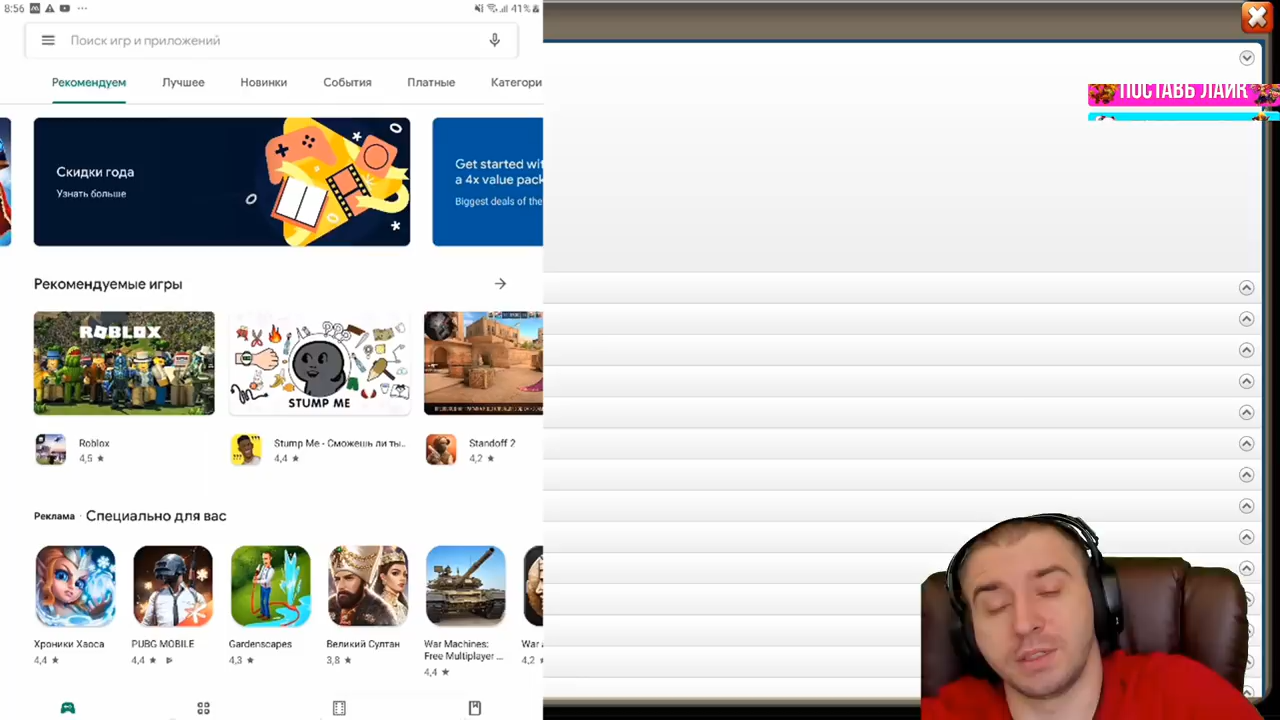 8:56
41%
Поиск игр и приложений
Рекомендуем
Лучшее
Новинки
События
Платные
Категори
ПОСТАВЬ ЛАЙК
Скидки года
Узнать больше
Get started wit
a 4x value pack
Biggest deals of the
Рекомендуемые игры
ROBLOX
???
STUMP ME
Roblox
4,5 ★
Stump Me - Сможешь ли ты..
4,4 ★
Standoff 2
4,2 ★
Реклама · Специально для вас
Хроники Хаоса
4,4 ★
PUBG MOBILE
4,4 ★
Gardenscapes
4,3 ★
Великий Султан
3,8 ★
War Machines:
Free Multiplayer ...
4,4 ★
4,2